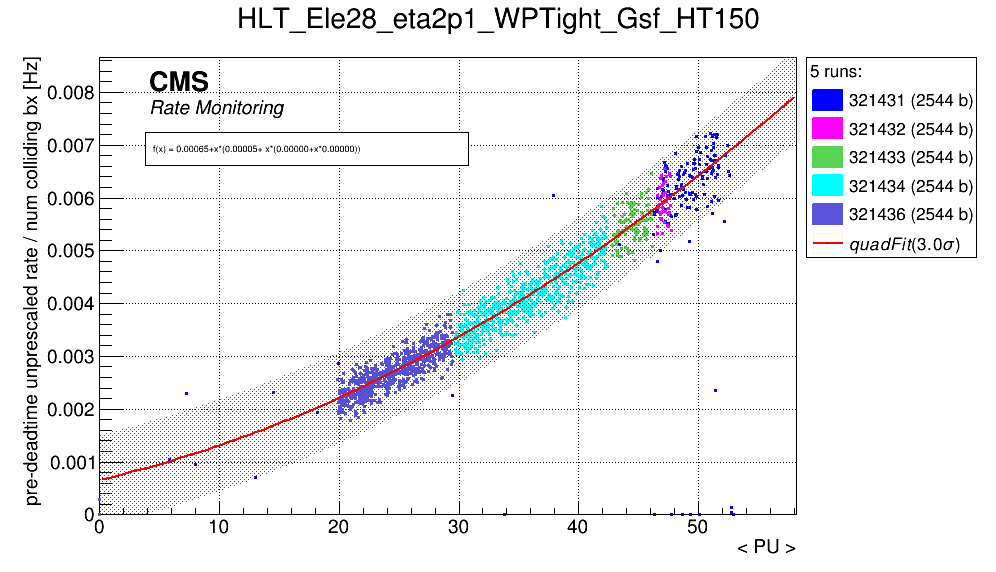 HLT_Ele28_eta2p1_WPTight_Gsf_HT150
pre-deadtime unprescaled rate / num colliding bx [Hz]
CMS
Rate Monitoring
f(x) = 0.00065+x*(0.00005+ x*(0.00000+x*0.00000))
0.008
0.007
0.006
0.005
0.004
0.003
0.002
0.001
0
0 10 20 30 40 50
< PU >
5 runs:
321431 (2544 b)
321432 (2544 b)
321433 (2544 b)
321434 (2544 b)
321436 (2544 b)
quadFit(3.0σ)